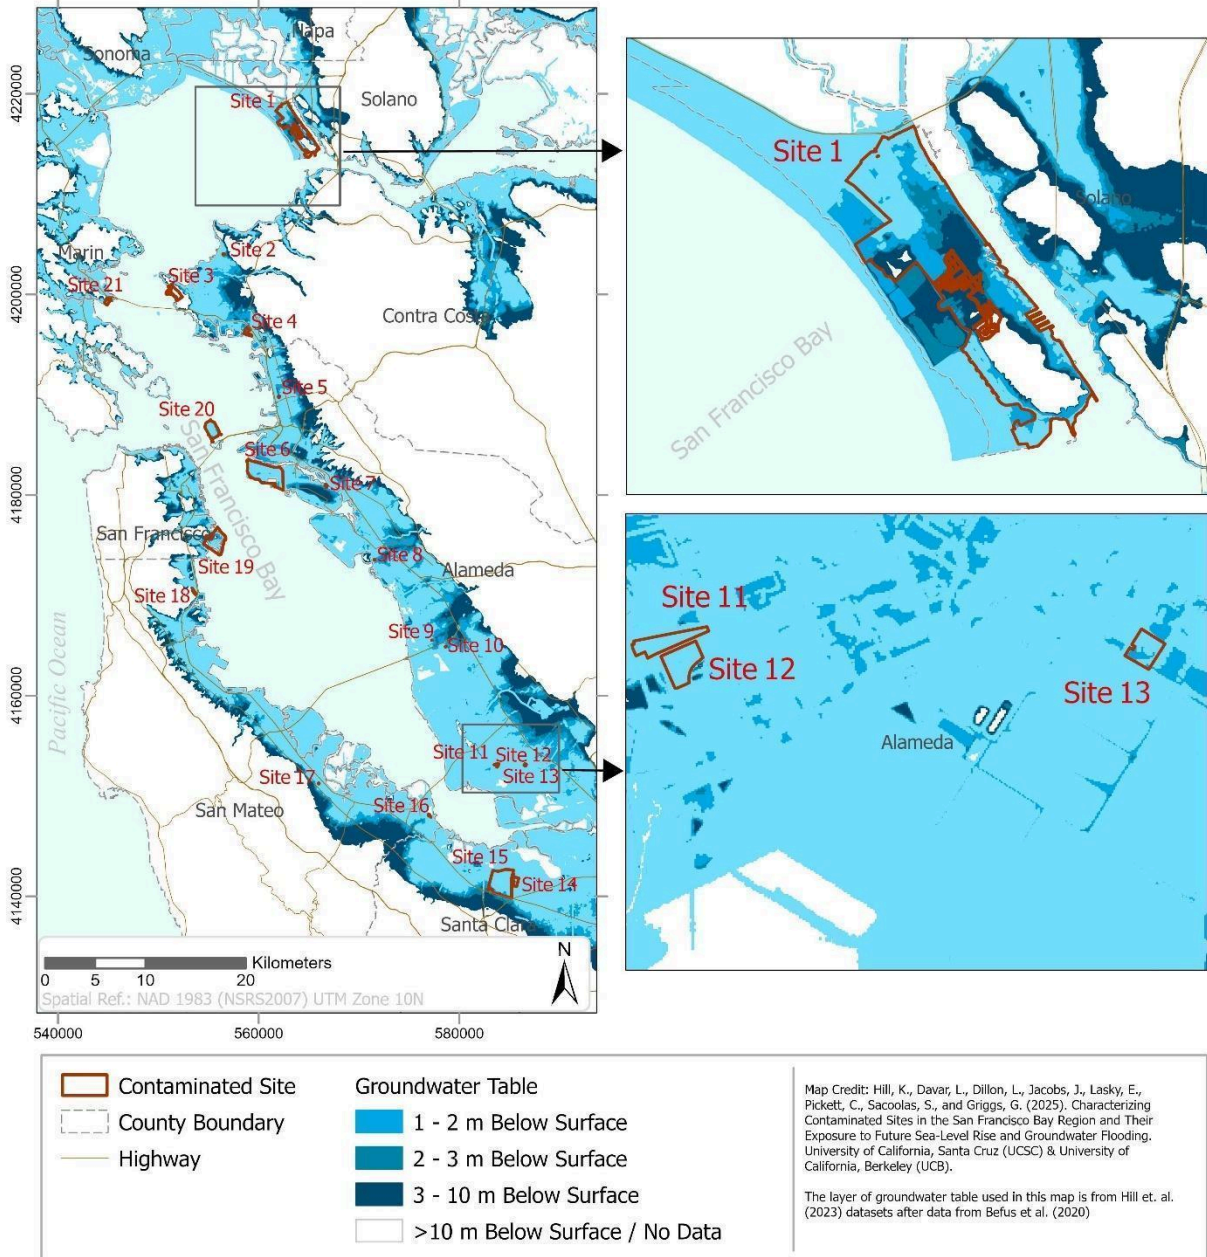 Napa
Sonoma
4220000
Site 1
Solano
Site 2
Marin
Site 3
Site 21
4200000
Contra Costa
Site 4
Site 5
Site 20
San Francisco Bay
Site 6
Site 7
4180000
San Francisco
Site 8
Site 19
Alameda
Site 18
Site 9
Site 10
Pacific Ocean
4160000
Site 11
Site 12
Site 13
Site 17
San Mateo
Site 16
Site 15
Site 14
4140000
Santa Clara
N
Kilometers
0 5 10 20
Spatial Ref.: NAD 1983 (NSRS2007) UTM Zone 10N
540000 560000 580000
Site 1
Solano
San Francisco Bay
Site 11
Site 12
Site 13
Alameda
Contaminated Site
County Boundary
Highway
Groundwater Table
1 - 2 m Below Surface
2 - 3 m Below Surface
3 - 10 m Below Surface
>10 m Below Surface / No Data
Map Credit: Hill, K., Davar, L., Dillon, L., Jacobs, J., Lasky, E.,
Pickett, C., Sacoolas, S., and Griggs, G. (2025). Characterizing
Contaminated Sites in the San Francisco Bay Region and Their
Exposure to Future Sea-Level Rise and Groundwater Flooding.
University of California, Santa Cruz (UCSC) & University of
California, Berkeley (UCB).
The layer of groundwater table used in this map is from Hill et. al.
(2023) datasets after data from Befus et al. (2020)